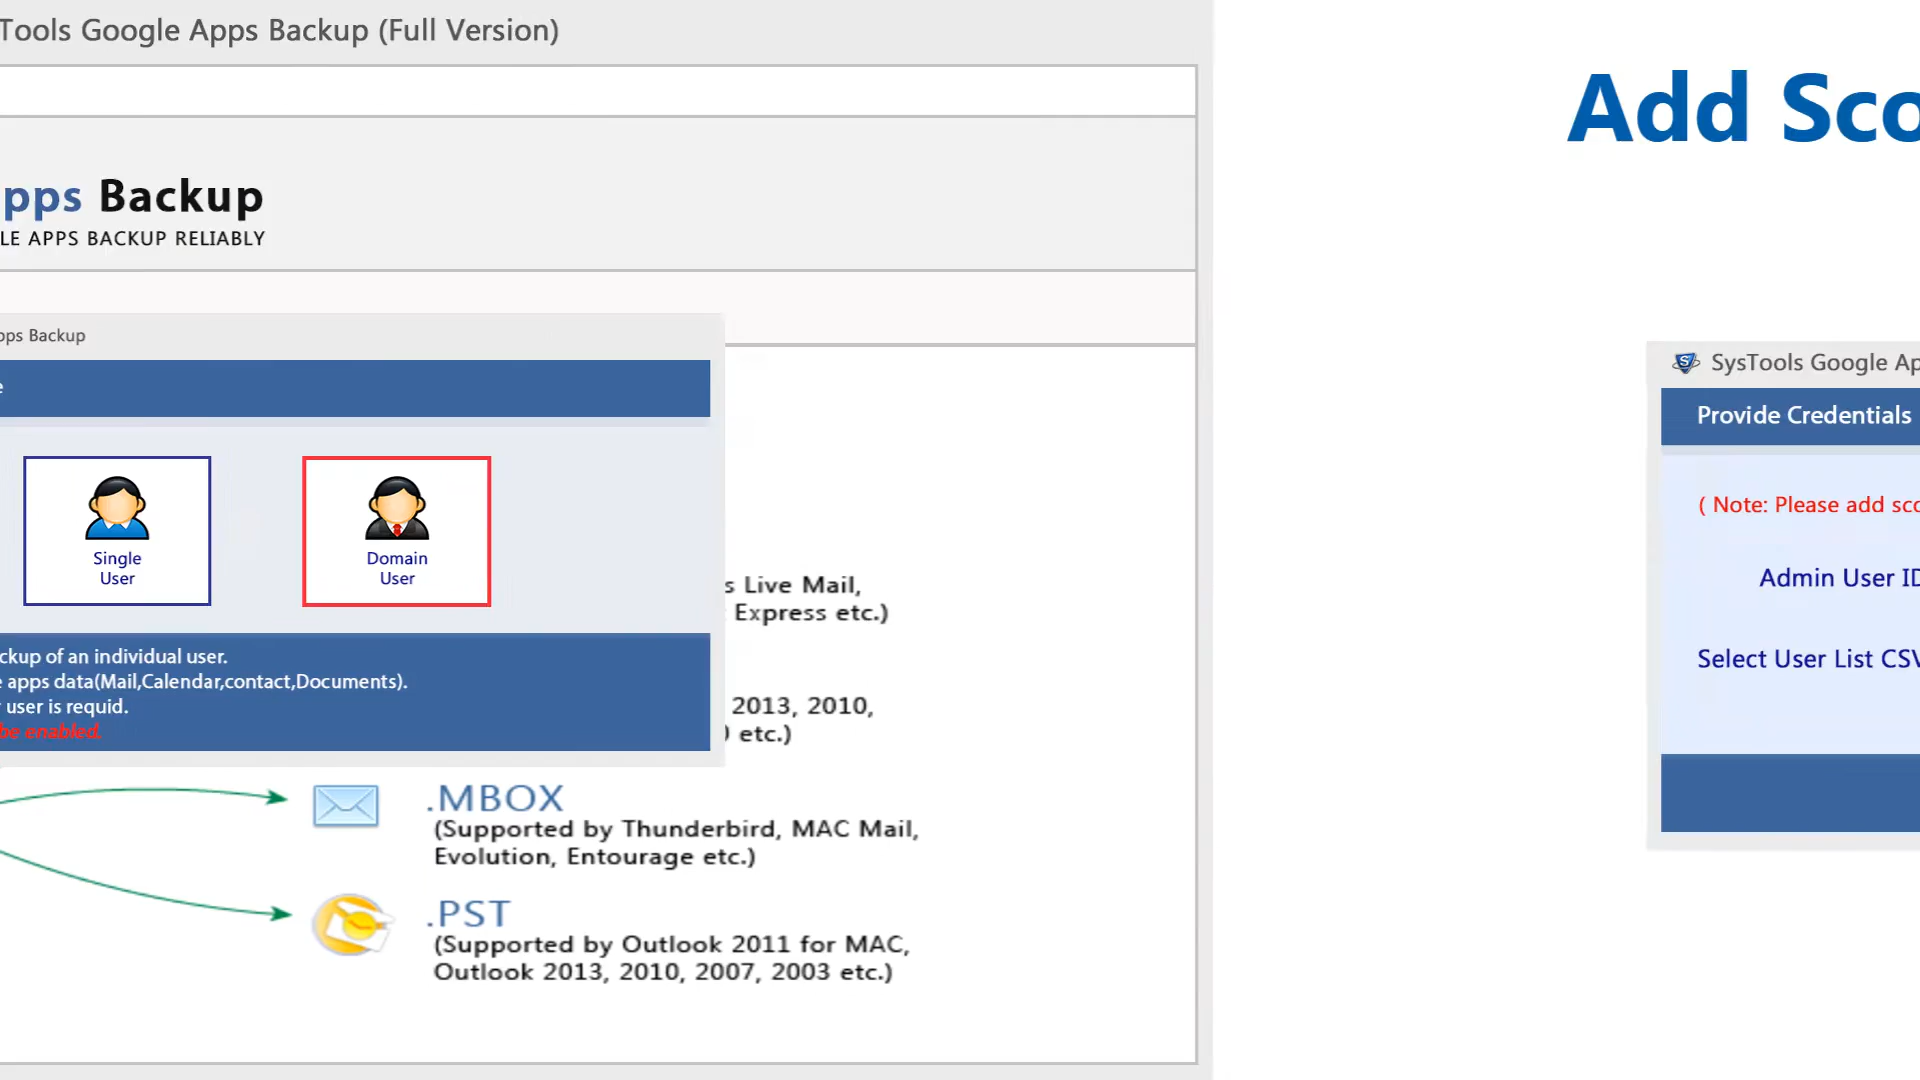 Tools Google Apps Backup (Full Version)
pps Backup
LE APPS BACKUP RELIABLY
pps Backup
e
Single
User
Domain
User
ckup of an individual user.
e apps data(Mail,Calendar,contact,Documents).
user is requid.
be enabled.
s Live Mail,
Express etc.)
2013, 2010,
etc.)
.MBOX
(Supported by Thunderbird, MAC Mail,
Evolution, Entourage etc.)
.PST
(Supported by Outlook 2011 for MAC,
Outlook 2013, 2010, 2007, 2003 etc.)
Add Sco
SysTools Google Ap
Provide Credentials
( Note: Please add sco
Admin User ID
Select User List CSV